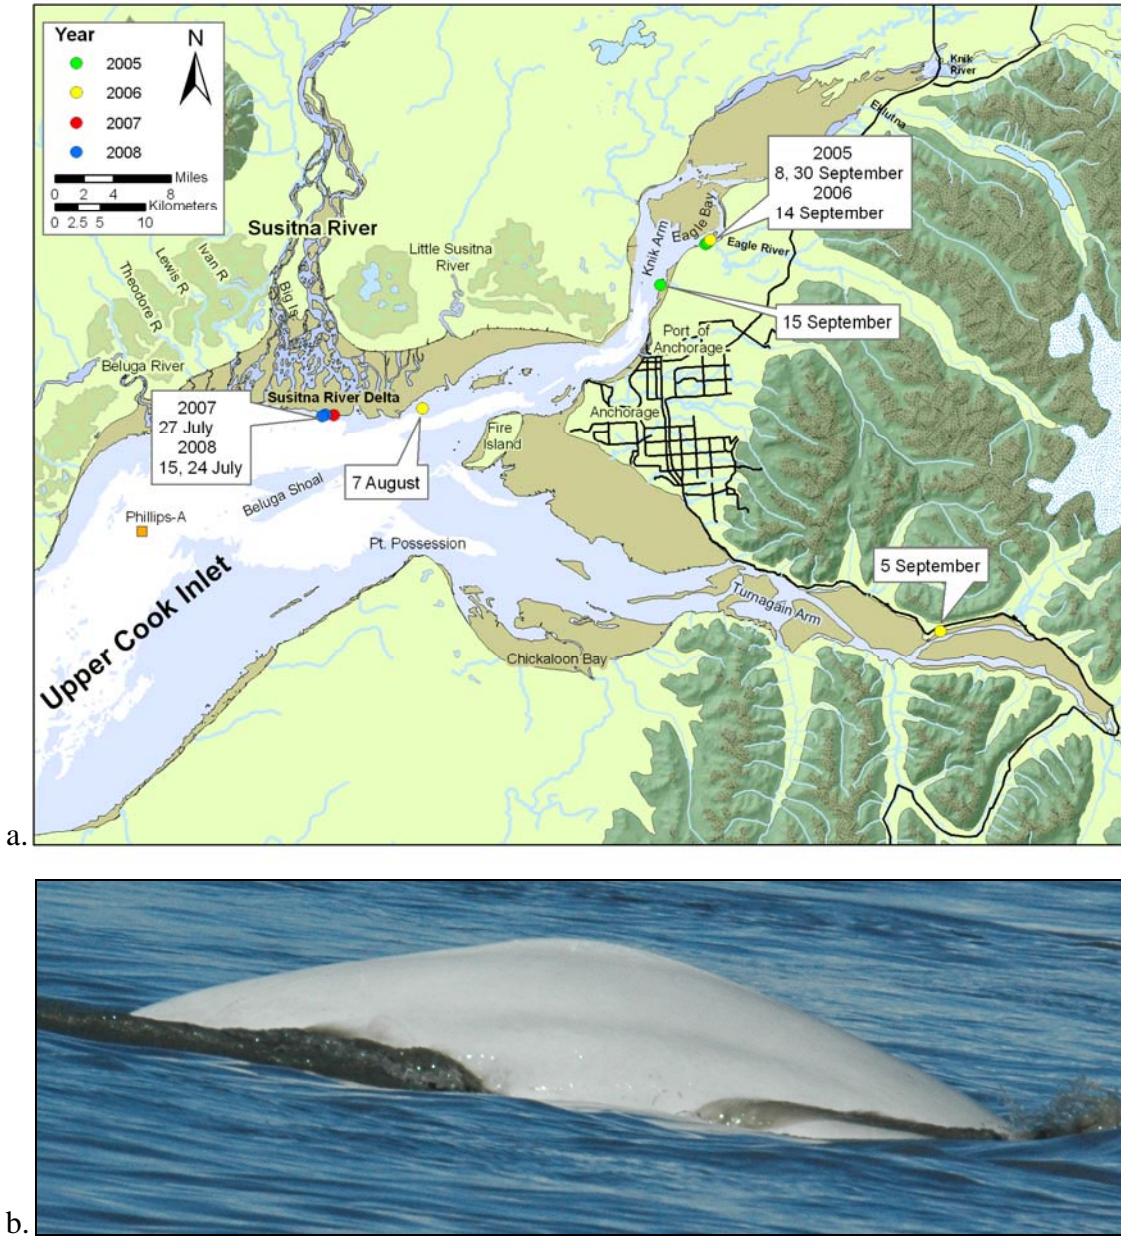 Year
N
2005
2006
2007
2008
Miles
0 2 4 8
Kilometers
0 2.5 5 10
Knik
River
Eklutna
2005
8, 30 September
2006
14 September
Susitna River
Eagle Bay
Eagle River
Knik Arm
Little Susitna
River
Ivan R
Lewis R
Theodore R
Big Is.
15 September
Port of
Anchorage
Beluga River
Susitna River Delta
2007
27 July
2008
15, 24 July
Anchorage
Fire
Island
7 August
Beluga Shoal
Phillips-A
Pt. Possession
5 September
Turnagain Arm
Upper Cook Inlet
Chickaloon Bay
a.
b.